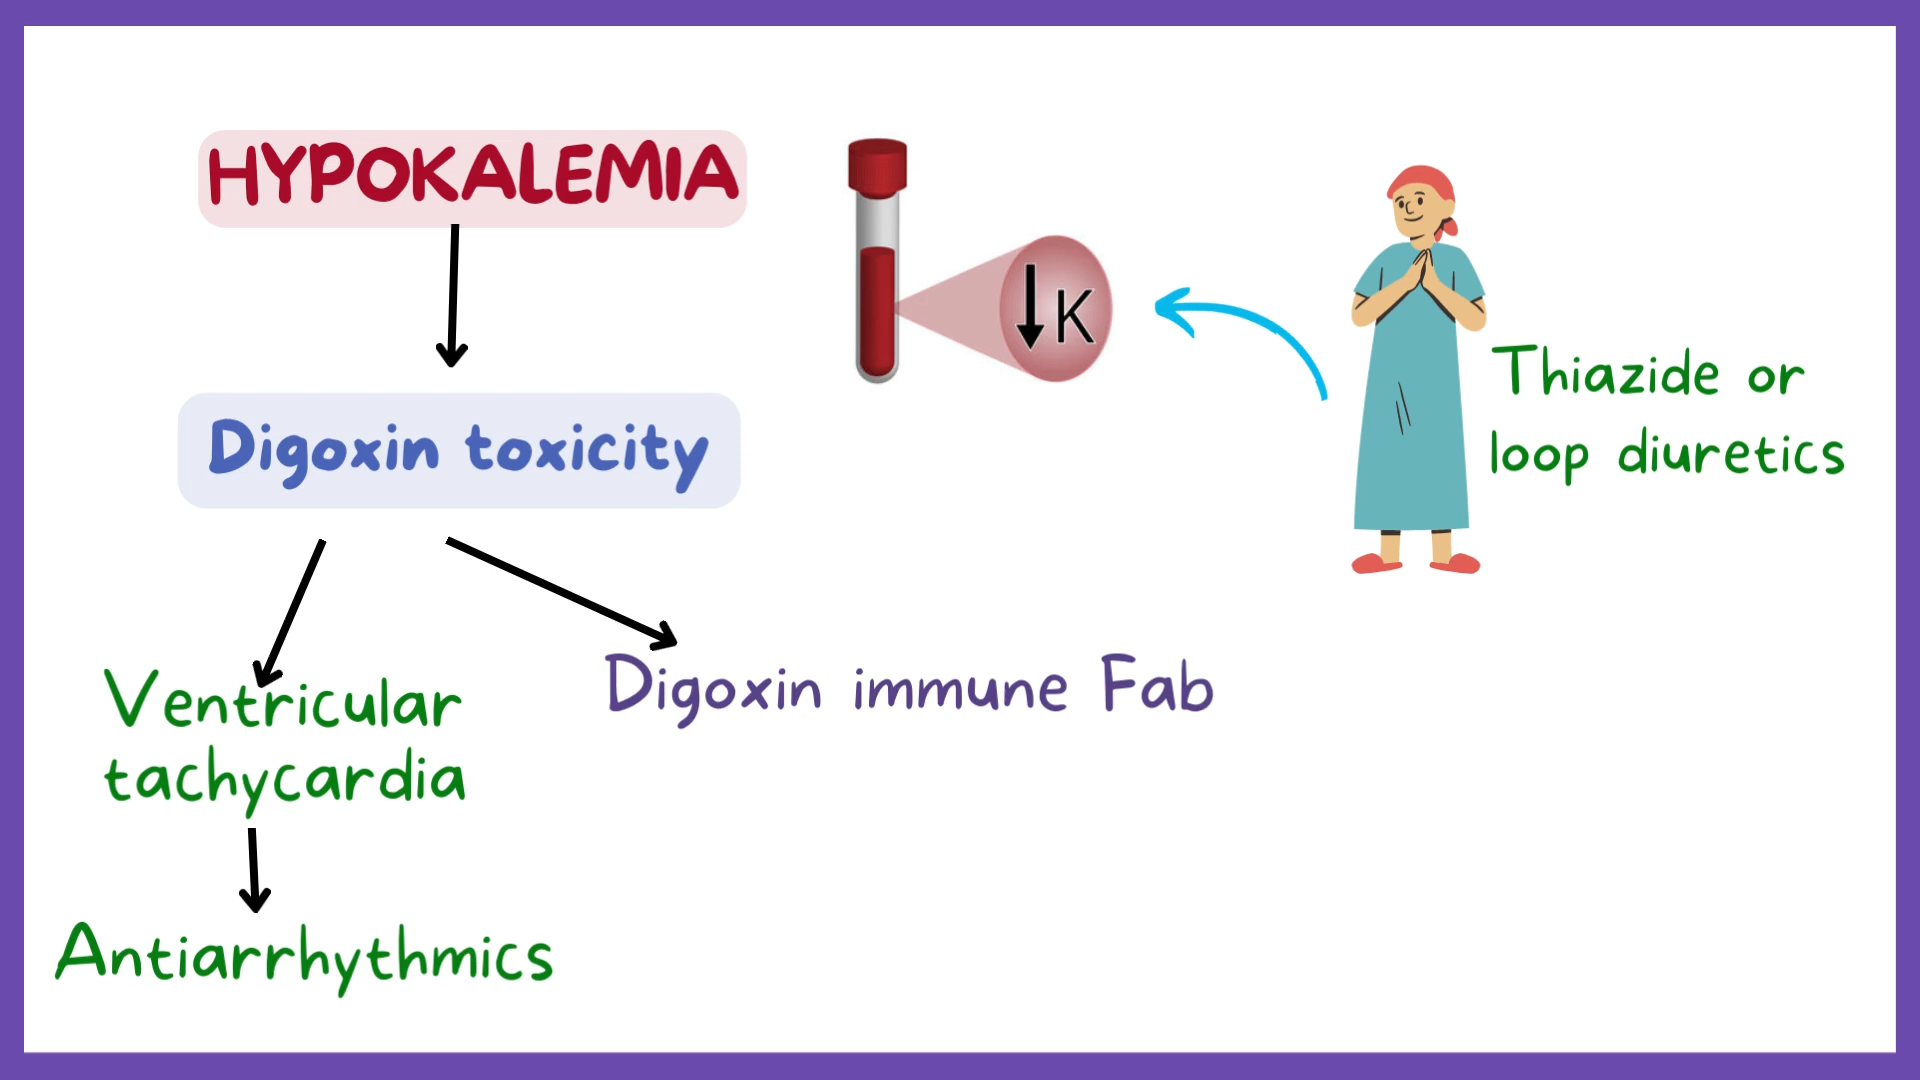 HYPOKALEMIA
↓K
Thiazide or
loop diuretics
Digoxin toxicity
Ventricular
tachycardia
Digoxin immune Fab
Antiarrhythmics